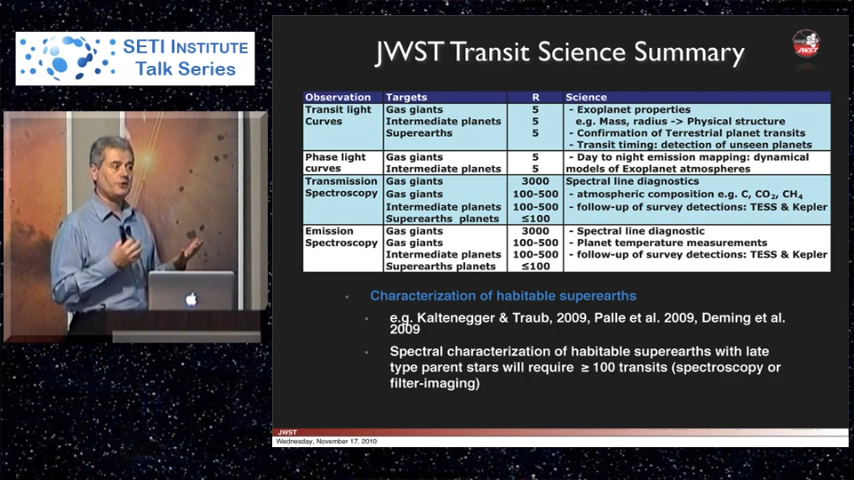 SETI INSTITUTE
Talk Series
JWST Transit Science Summary
JWST
Observation Targets R Science
Transit light Gas giants 5 - Exoplanet properties
Curves Intermediate planets 5 e.g. Mass, radius -> Physical structure
Superearths 5 - Confirmation of Terrestrial planet transits
- Transit timing: detection of unseen planets
Phase light Gas giants 5 - Day to night emission mapping: dynamical
curves Intermediate planets 5 models of Exoplanet atmospheres
Transmission Gas giants 3000 Spectral line diagnostics
Spectroscopy Gas giants 100-500 - atmospheric composition e.g. C, CO₂, CH₄
Intermediate planets 100-500 - follow-up of survey detections: TESS & Kepler
Superearths planets ≤100
Emission Gas giants 3000 - Spectral line diagnostic
Spectroscopy Gas giants 100-500 - Planet temperature measurements
Intermediate planets 100-500 - follow-up of survey detections: TESS & Kepler
Superearths planets ≤100
Characterization of habitable superearths
e.g. Kaltenegger & Traub, 2009, Palle et al. 2009, Deming et al.
2009
Spectral characterization of habitable superearths with late
type parent stars will require ≥ 100 transits (spectroscopy or
filter-imaging)
JWST
Wednesday, November 17, 2010